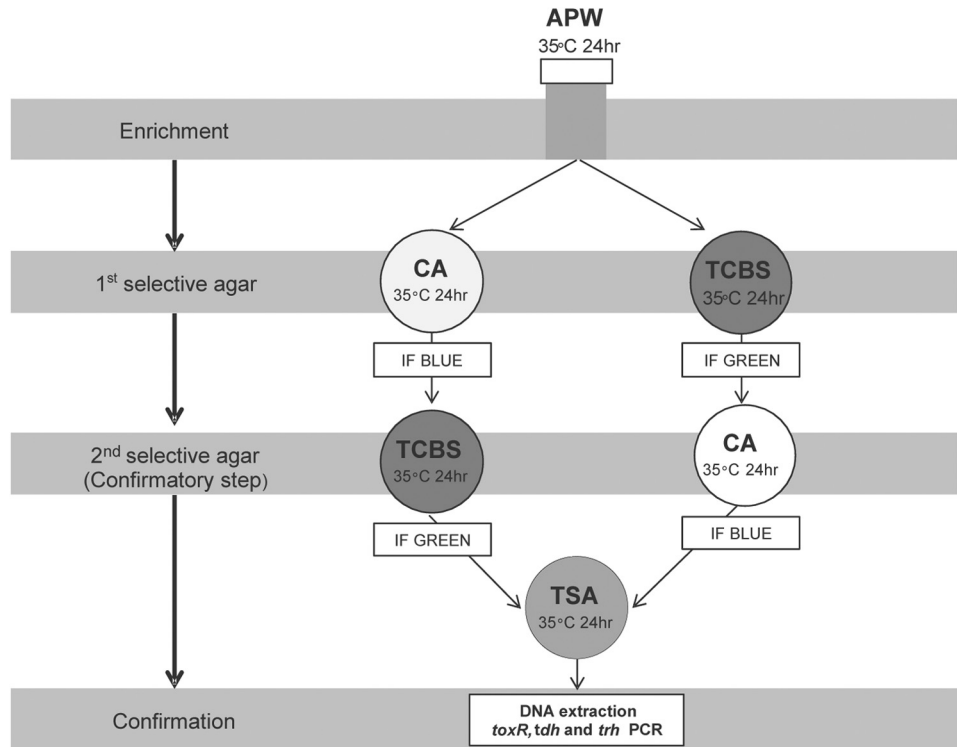 APW
35°C 24hr
Enrichment
1st selective agar
CA
35°C 24hr
TCBS
35°C 24hr
IF BLUE
IF GREEN
2nd selective agar
(Confirmatory step)
TCBS
35°C 24hr
CA
35°C 24hr
IF GREEN
IF BLUE
TSA
35°C 24hr
Confirmation
DNA extraction
toxR, tdh and trh PCR